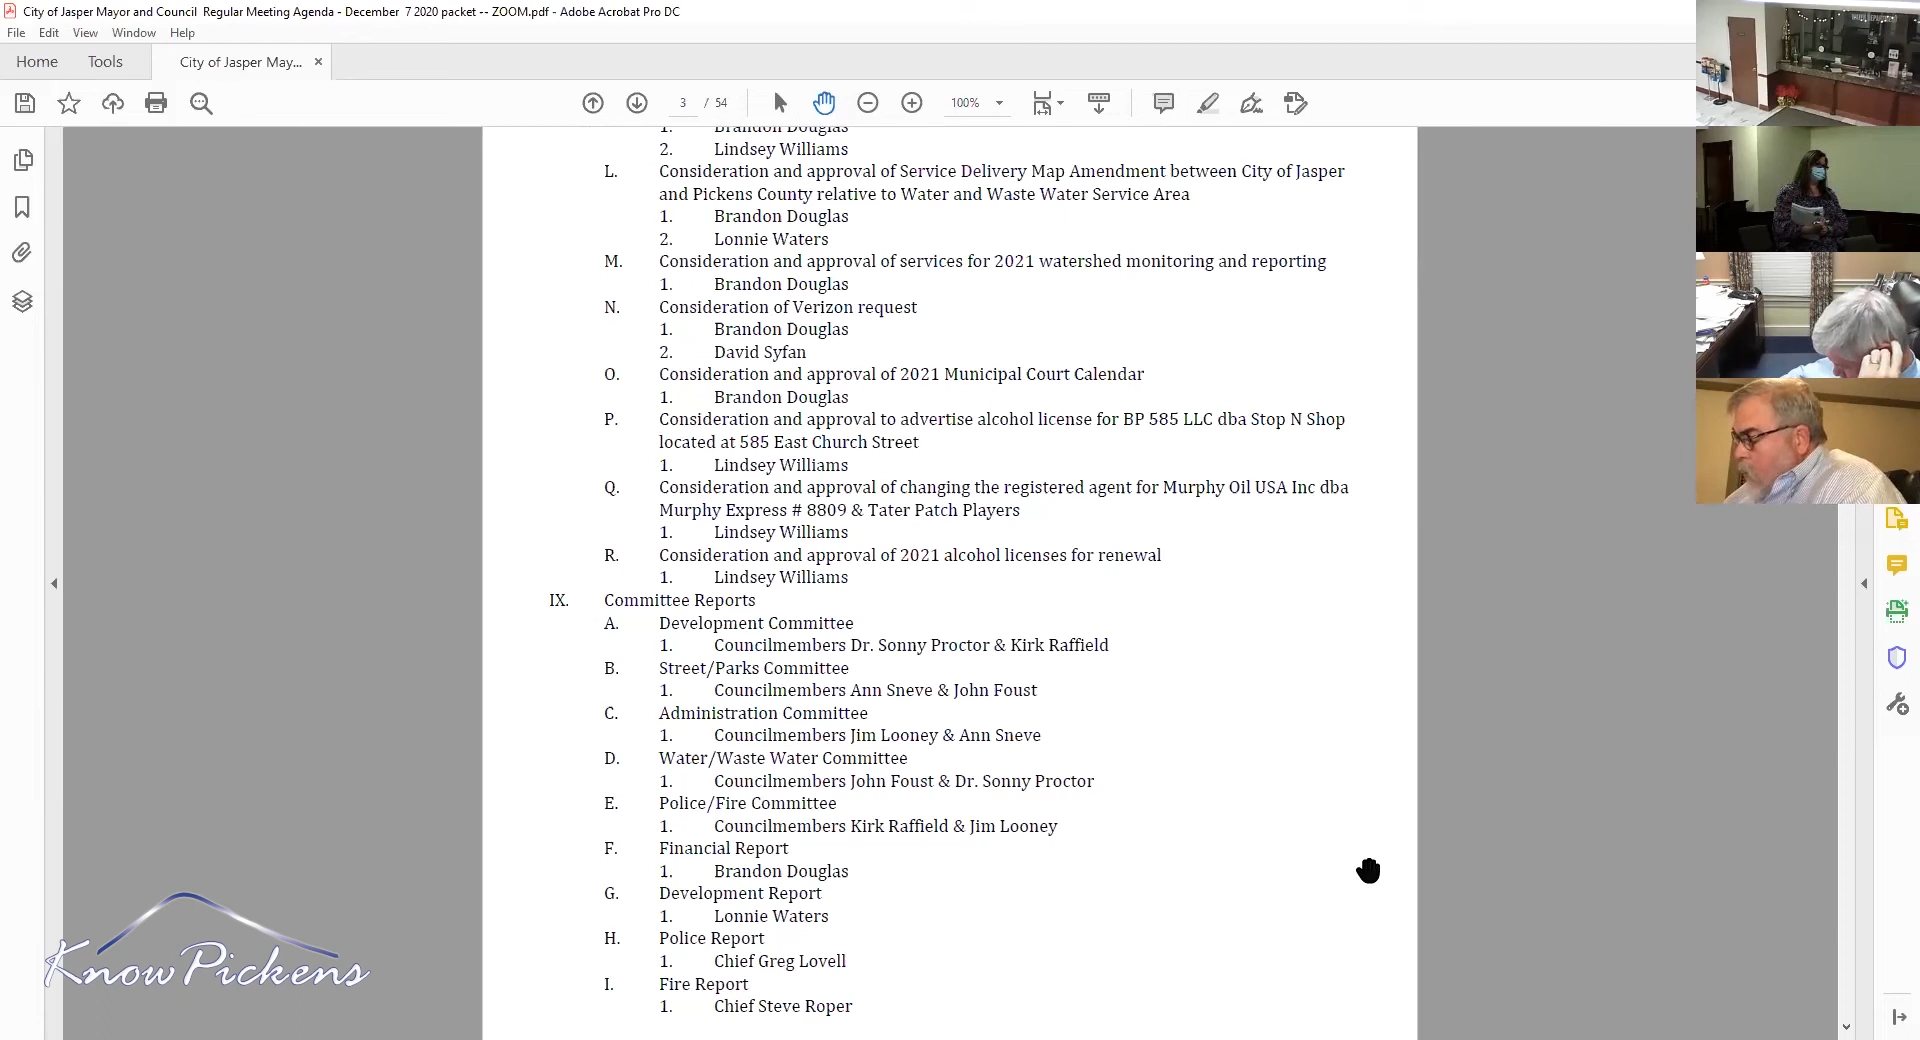 City of Jasper Mayor and Council  Regular Meeting Agenda - December  7 2020 packet -- ZOOM.pdf - Adobe Acrobat Pro DC
File Edit View Window Help
Home Tools City of Jasper May... ×
3 / 54 100%
1. Brandon Douglas
2. Lindsey Williams
L. Consideration and approval of Service Delivery Map Amendment between City of Jasper
and Pickens County relative to Water and Waste Water Service Area
1. Brandon Douglas
2. Lonnie Waters
M. Consideration and approval of services for 2021 watershed monitoring and reporting
1. Brandon Douglas
N. Consideration of Verizon request
1. Brandon Douglas
2. David Syfan
O. Consideration and approval of 2021 Municipal Court Calendar
1. Brandon Douglas
P. Consideration and approval to advertise alcohol license for BP 585 LLC dba Stop N Shop
located at 585 East Church Street
1. Lindsey Williams
Q. Consideration and approval of changing the registered agent for Murphy Oil USA Inc dba
Murphy Express # 8809 & Tater Patch Players
1. Lindsey Williams
R. Consideration and approval of 2021 alcohol licenses for renewal
1. Lindsey Williams
IX. Committee Reports
A. Development Committee
1. Councilmembers Dr. Sonny Proctor & Kirk Raffield
B. Street/Parks Committee
1. Councilmembers Ann Sneve & John Foust
C. Administration Committee
1. Councilmembers Jim Looney & Ann Sneve
D. Water/Waste Water Committee
1. Councilmembers John Foust & Dr. Sonny Proctor
E. Police/Fire Committee
1. Councilmembers Kirk Raffield & Jim Looney
F. Financial Report
1. Brandon Douglas
G. Development Report
1. Lonnie Waters
H. Police Report
1. Chief Greg Lovell
I. Fire Report
1. Chief Steve Roper
KnowPickens